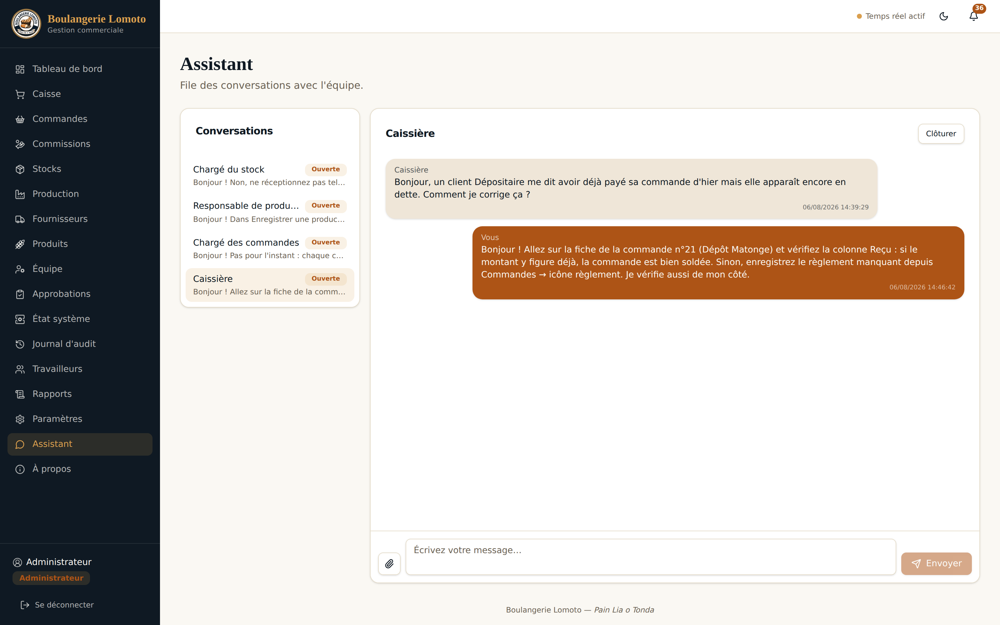 BOULANGERIE LOMOTO
Pain Lia o Tonda
Boulangerie Lomoto
Gestion commerciale
Tableau de bord
Caisse
Commandes
Commissions
Stocks
Production
Fournisseurs
Produits
Équipe
Approbations
État système
Journal d'audit
Travailleurs
Rapports
Paramètres
Assistant
À propos
Administrateur
Administrateur
Se déconnecter
Temps réel actif
36
Assistant
File des conversations avec l'équipe.
Conversations
Chargé du stock
Ouverte
Bonjour ! Non, ne réceptionnez pas tel…
Responsable de produ…
Ouverte
Bonjour ! Dans Enregistrer une produc…
Chargé des commandes
Ouverte
Bonjour ! Pas pour l'instant : chaque c…
Caissière
Ouverte
Bonjour ! Allez sur la fiche de la comm…
Caissière
Clôturer
Caissière
Bonjour, un client Dépositaire me dit avoir déjà payé sa commande d'hier mais elle apparaît encore en
dette. Comment je corrige ça ?
06/08/2026 14:39:29
Vous
Bonjour ! Allez sur la fiche de la commande n°21 (Dépôt Matonge) et vérifiez la colonne Reçu : si le
montant y figure déjà, la commande est bien soldée. Sinon, enregistrez le règlement manquant depuis
Commandes → icône règlement. Je vérifie aussi de mon côté.
06/08/2026 14:46:42
Écrivez votre message…
Envoyer
Boulangerie Lomoto — Pain Lia o Tonda